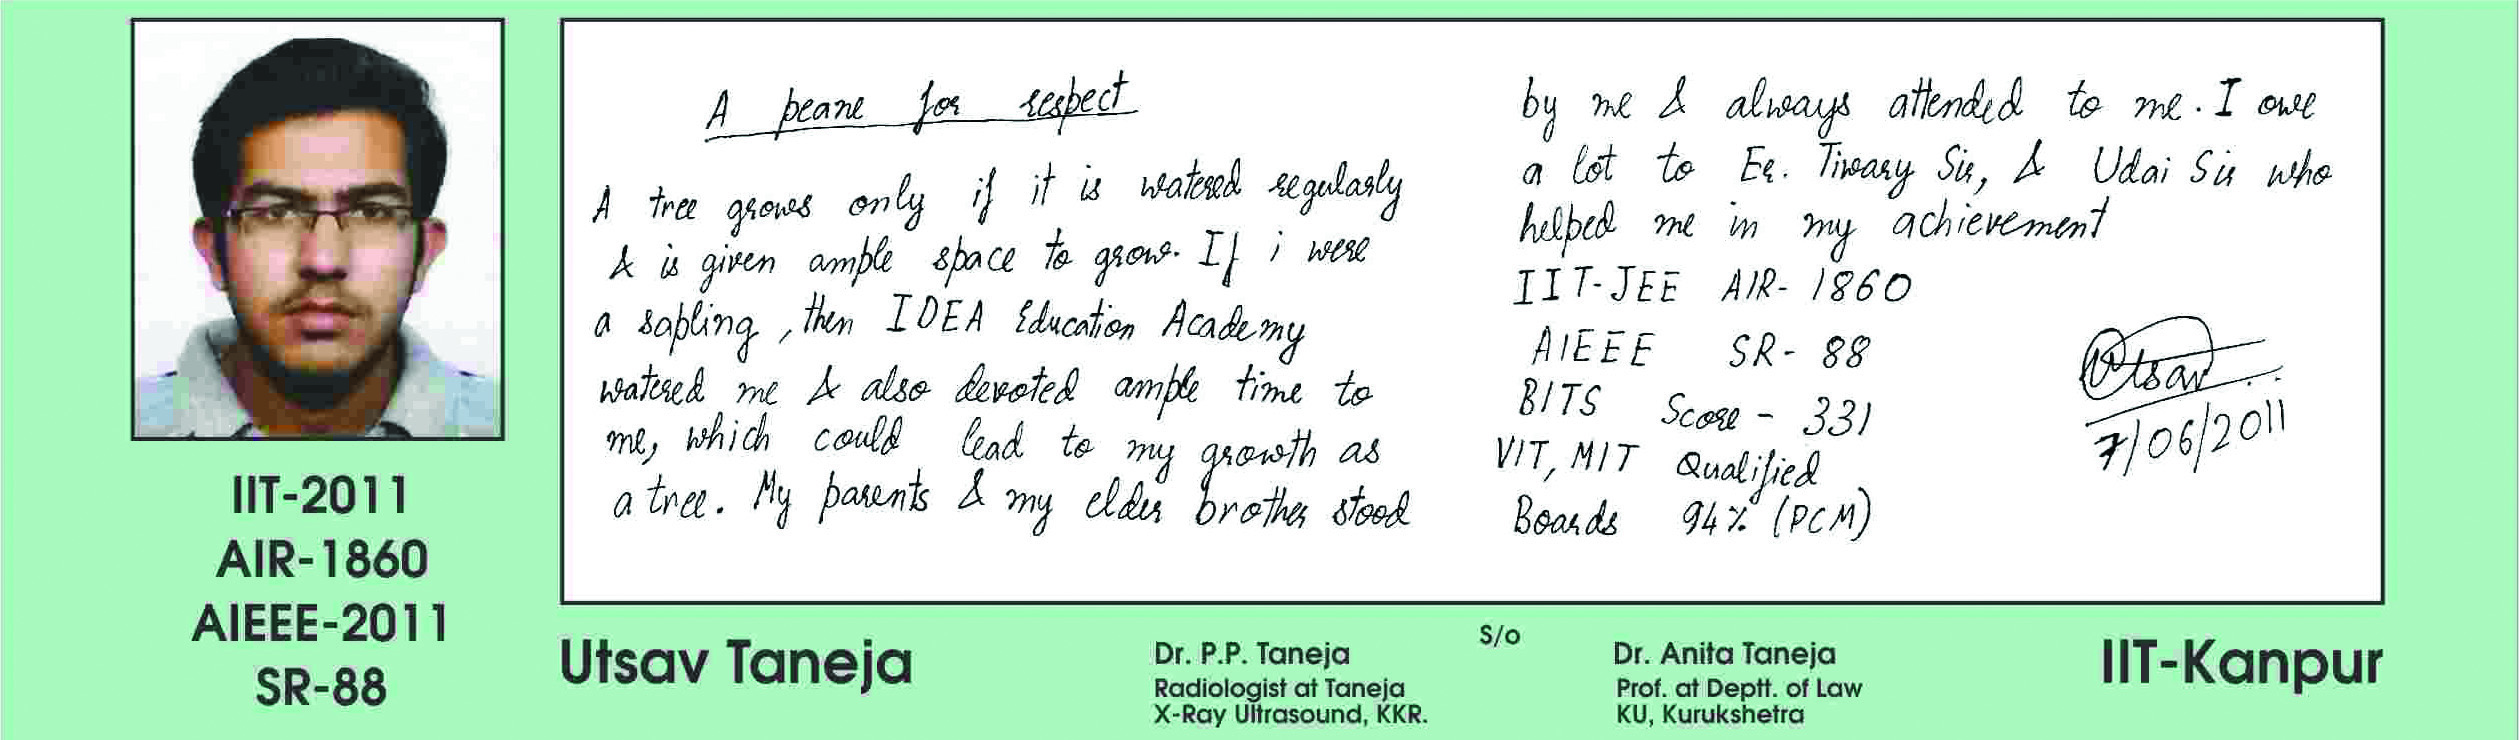 A peane for respect
A tree grows only if it is watered regularly
& is given ample space to grow. If i were
a sapling, then IDEA Education Academy
watered me & also devoted ample time to
me, which could lead to my growth as
a tree. My parents & my elder brother stood
by me & always attended to me. I owe
a lot to Er. Tiwary Sir, & Udai Sir who
helped me in my achievement
IIT-JEE AIR- 1860
AIEEE SR- 88
BITS Score - 331
VIT, MIT Qualified
Boards 94% (PCM)
Utsav
7/06/2011
IIT-2011
AIR-1860
AIEEE-2011
SR-88
Utsav Taneja
Dr. P.P. Taneja
Radiologist at Taneja
X-Ray Ultrasound, KKR.
S/o
Dr. Anita Taneja
Prof. at Deptt. of Law
KU, Kurukshetra
IIT-Kanpur